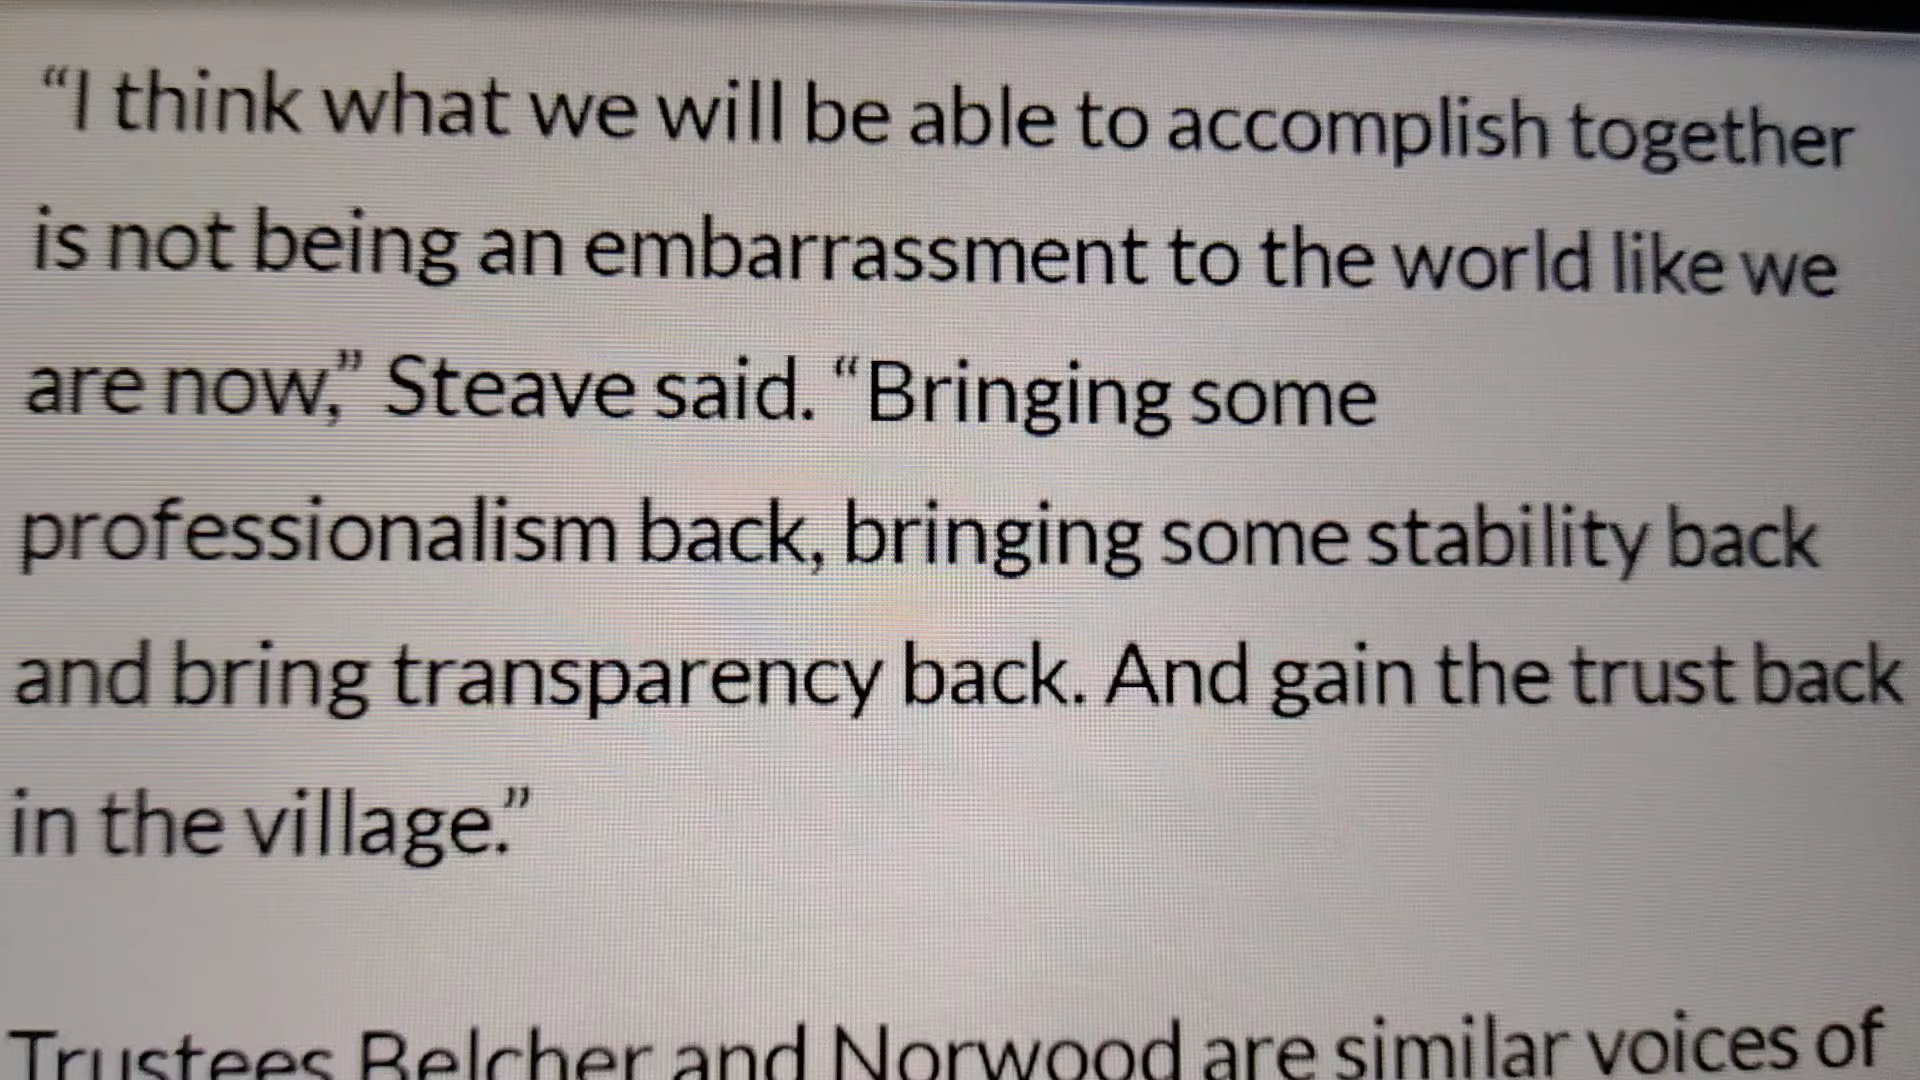 “I think what we will be able to accomplish together
is not being an embarrassment to the world like we
are now,” Steave said. “Bringing some
professionalism back, bringing some stability back
and bring transparency back. And gain the trust back
in the village.”
Trustees Belcher and Norwood are similar voices of